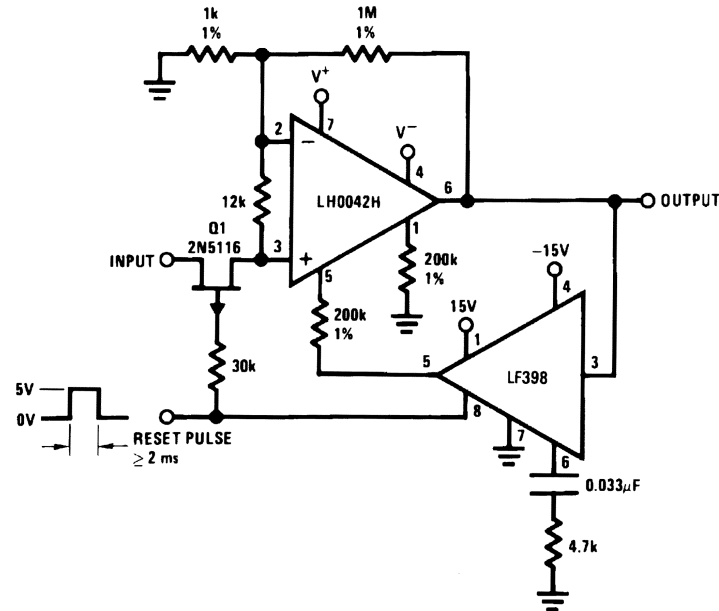 1k
1%
1M
1%
V+
7
2
−
V−
4
6
LH0042H
OUTPUT
12k
Q1
2N5116
INPUT
3
+
1
5
200k
1%
−15V
4
15V
200k
1%
1
30k
5
LF398
3
5V
0V
8
RESET PULSE
≥ 2 ms
7
6
0.033μF
4.7k